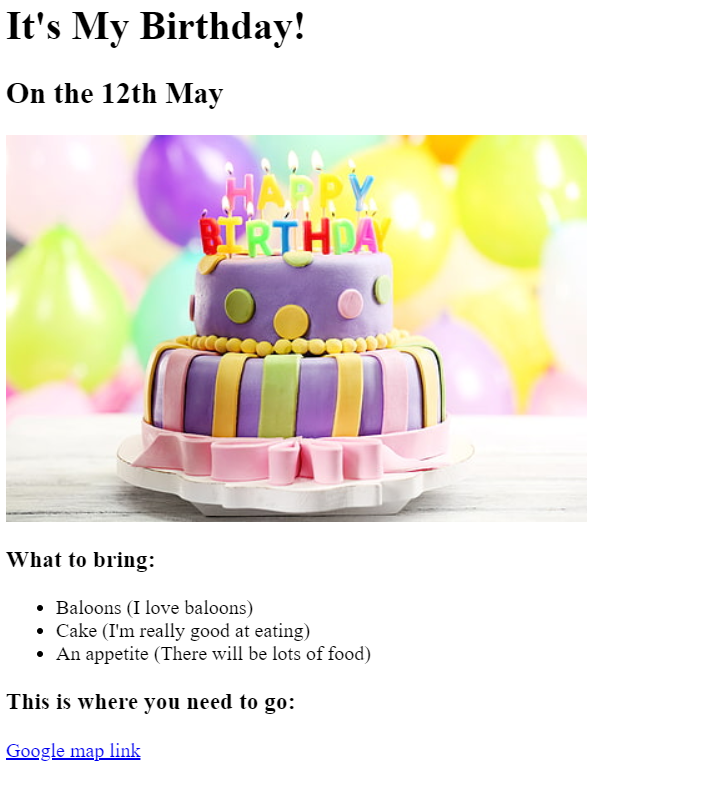 It's My Birthday!
On the 12th May
HAPPY
BIRTHDAY
What to bring:
Baloons (I love baloons)
Cake (I'm really good at eating)
An appetite (There will be lots of food)
This is where you need to go:
Google map link